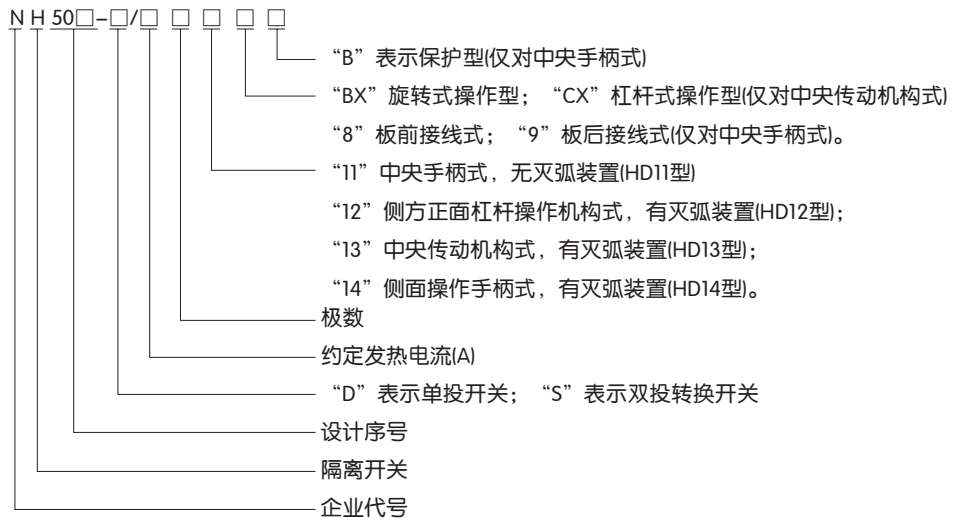 N H 50□-□/□ □ □ □ □
“B”表示保护型(仅对中央手柄式)
“BX”旋转式操作型；“CX”杠杆式操作型(仅对中央传动机构式)
“8”板前接线式；“9”板后接线式(仅对中央手柄式)。
“11”中央手柄式，无灭弧装置(HD11型)
“12”侧方正面杠杆操作机构式，有灭弧装置(HD12型)；
“13”中央传动机构式，有灭弧装置(HD13型)；
“14”侧面操作手柄式，有灭弧装置(HD14型)。
极数
约定发热电流(A)
“D”表示单投开关；“S”表示双投转换开关
设计序号
隔离开关
企业代号